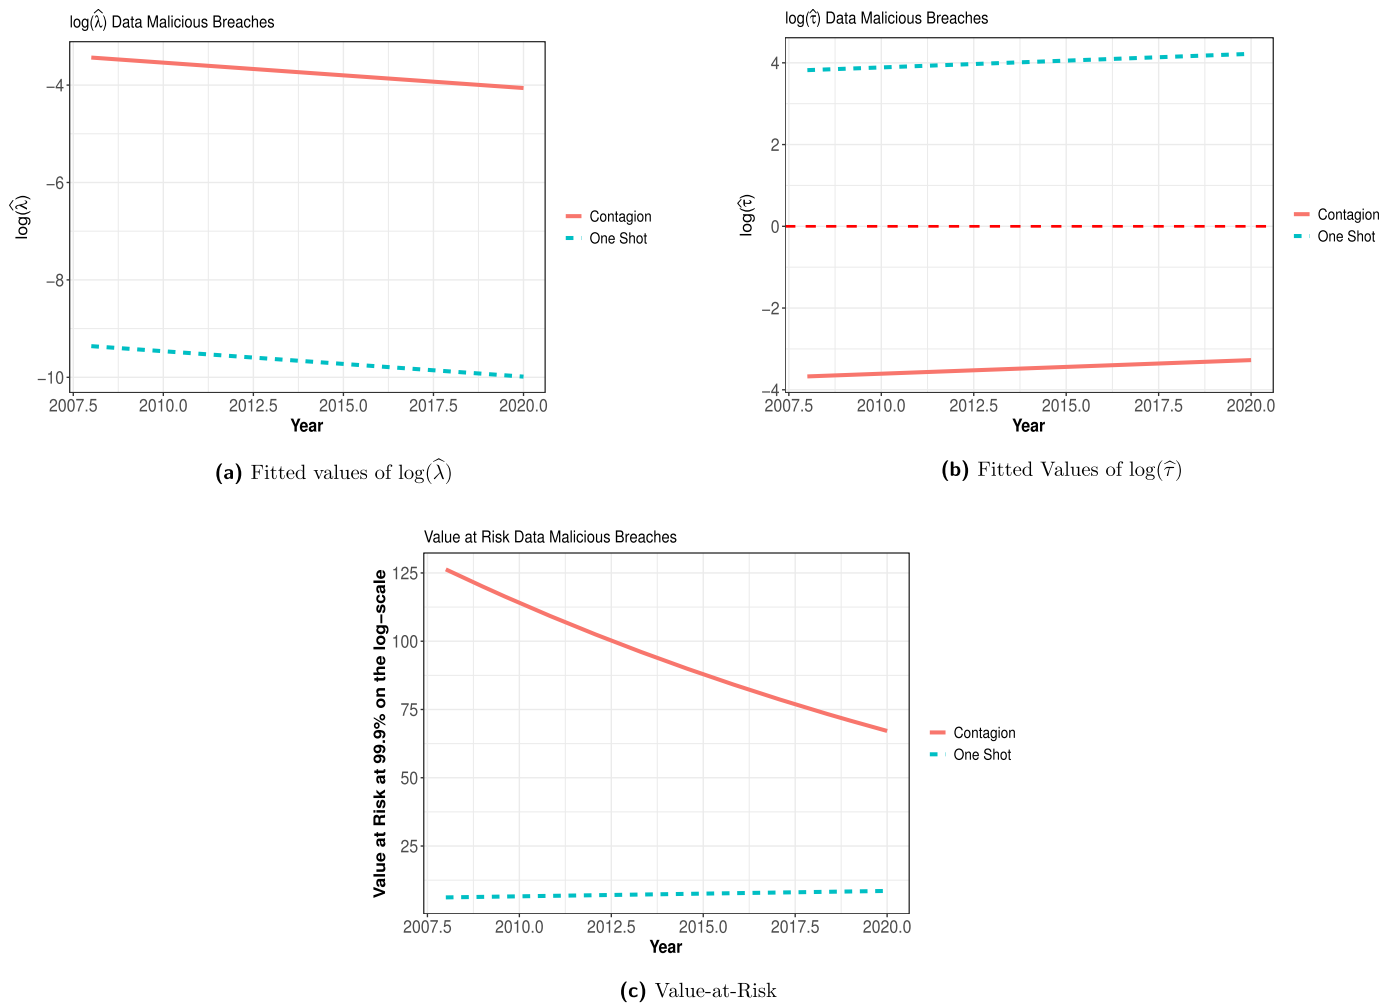 log(λ̂) Data Malicious Breaches
log(λ̂)
−4
−6
−8
−10
2007.5 2010.0 2012.5 2015.0 2017.5 2020.0
Year
Contagion
One Shot
(a) Fitted values of log(λ̂)
log(τ̂) Data Malicious Breaches
log(τ̂)
4
2
0
−2
−4
2007.5 2010.0 2012.5 2015.0 2017.5 2020.0
Year
Contagion
One Shot
(b) Fitted Values of log(τ̂)
Value at Risk Data Malicious Breaches
Value at Risk at 99.9% on the log−scale
125
100
75
50
25
2007.5 2010.0 2012.5 2015.0 2017.5 2020.0
Year
Contagion
One Shot
(c) Value-at-Risk